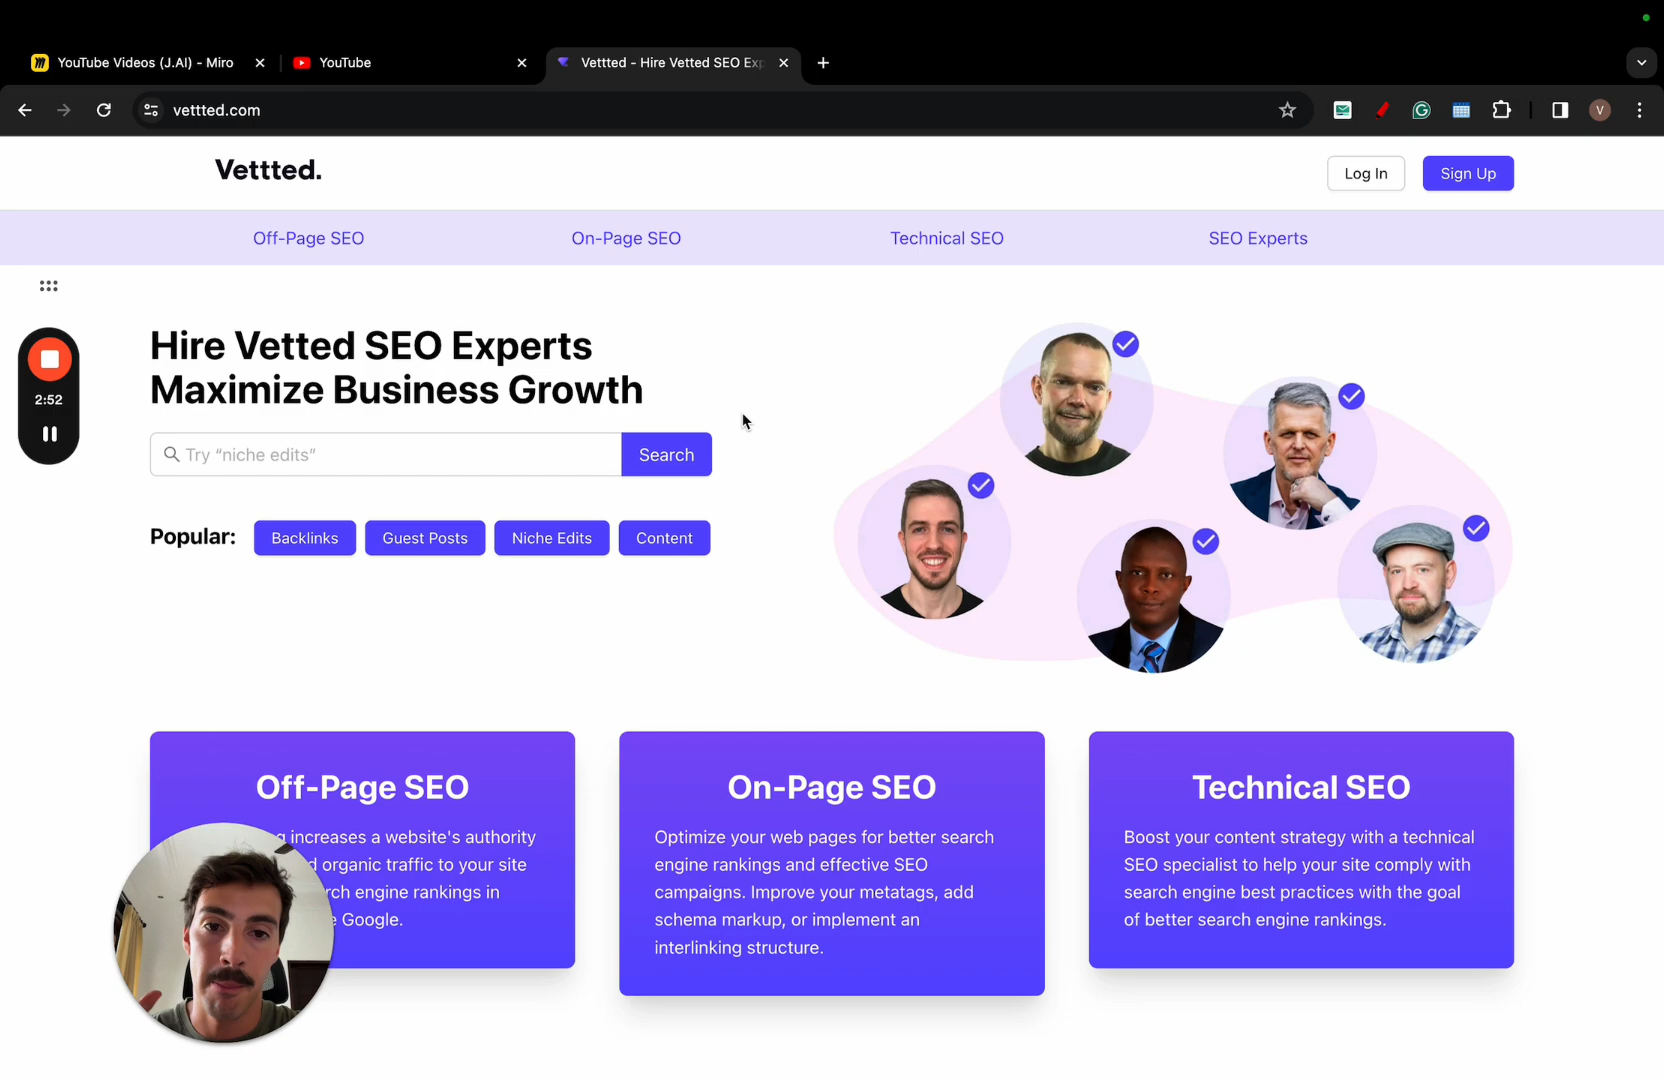 YouTube Videos (J.AI) - Miro
YouTube
Vettted - Hire Vetted SEO Exp
vettted.com
V
Vettted.
Log In
Sign Up
Off-Page SEO
On-Page SEO
Technical SEO
SEO Experts
2:52
Hire Vetted SEO Experts
Maximize Business Growth
Try “niche edits”
Search
Popular:
Backlinks
Guest Posts
Niche Edits
Content
Off-Page SEO
increases a website's authority
organic traffic to your site
engine rankings in
Google.
On-Page SEO
Optimize your web pages for better search
engine rankings and effective SEO
campaigns. Improve your metatags, add
schema markup, or implement an
interlinking structure.
Technical SEO
Boost your content strategy with a technical
SEO specialist to help your site comply with
search engine best practices with the goal
of better search engine rankings.